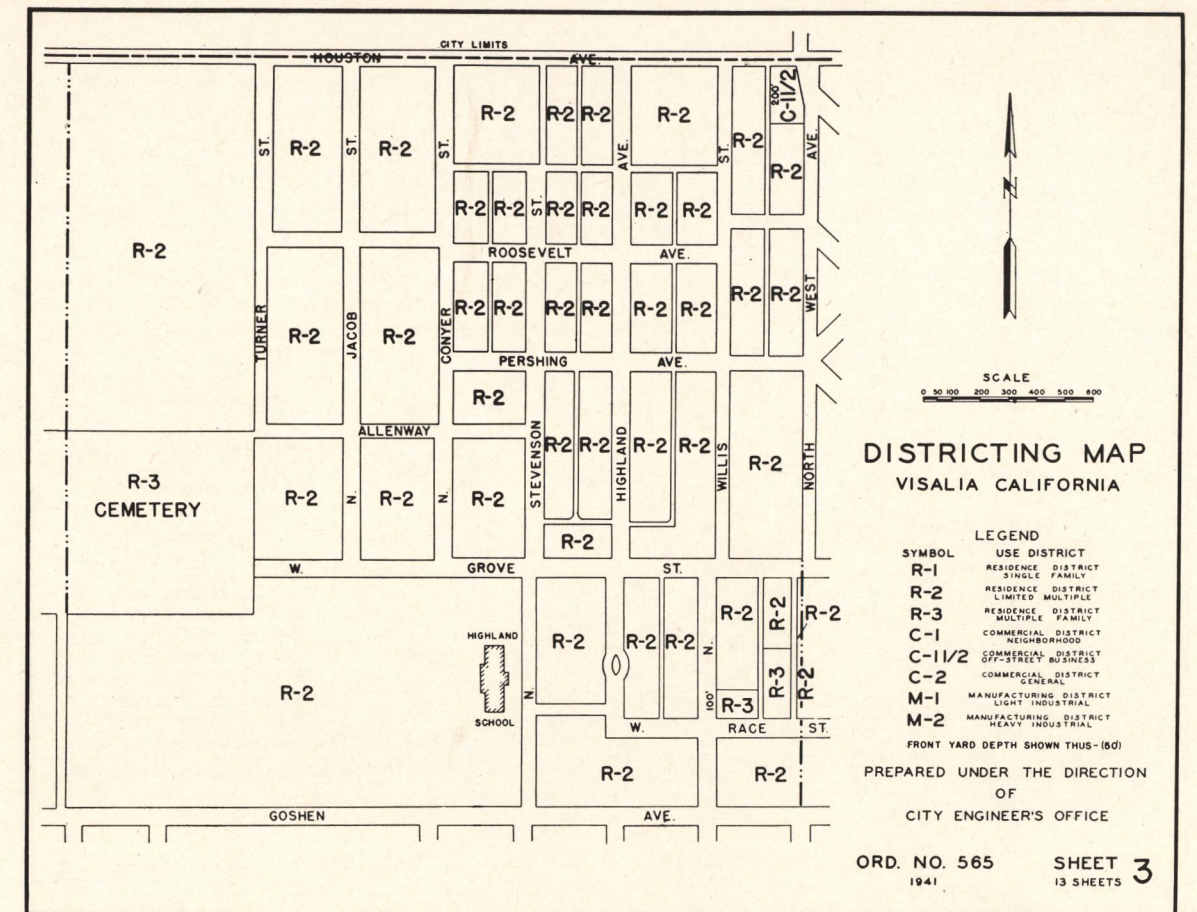 CITY LIMITS
HOUSTON AVE.
R-2 R-2 R-2 R-2
200'
C-11/2
ST. ST. ST. R-2 R-2 AVE. ST. R-2 AVE.
R-2
R-2 R-2 ST. R-2 R-2 R-2 R-2
R-2
ROOSEVELT AVE.
R-2 R-2 R-2 R-2 R-2 R-2 R-2 R-2
WEST
TURNER R-2 JACOB R-2 CONYER
PERSHING AVE.
R-2
ALLENWAY
STEVENSON R-2 R-2 HIGHLAND R-2 R-2 WILLIS R-2 NORTH
R-3
CEMETERY
R-2 N. R-2 N. R-2
R-2
W. GROVE ST.
HIGHLAND
SCHOOL
R-2
R-2
N.
R-2 R-2 N. R-2 R-2 R-2
100'
R-3 R-3 R-2
W. RACE ST.
R-2 R-2
GOSHEN AVE.
N
SCALE
0 50 100 200 300 400 500 600
DISTRICTING MAP
VISALIA CALIFORNIA
LEGEND
SYMBOL USE DISTRICT
R-1 RESIDENCE DISTRICT
SINGLE FAMILY
R-2 RESIDENCE DISTRICT
LIMITED MULTIPLE
R-3 RESIDENCE DISTRICT
MULTIPLE FAMILY
C-1 COMMERCIAL DISTRICT
NEIGHBORHOOD
C-11/2 COMMERCIAL DISTRICT
OFF-STREET BUSINESS
C-2 COMMERCIAL DISTRICT
GENERAL
M-1 MANUFACTURING DISTRICT
LIGHT INDUSTRIAL
M-2 MANUFACTURING DISTRICT
HEAVY INDUSTRIAL
FRONT YARD DEPTH SHOWN THUS-(50')
PREPARED UNDER THE DIRECTION
OF
CITY ENGINEER'S OFFICE
ORD. NO. 565
1941
SHEET 3
13 SHEETS